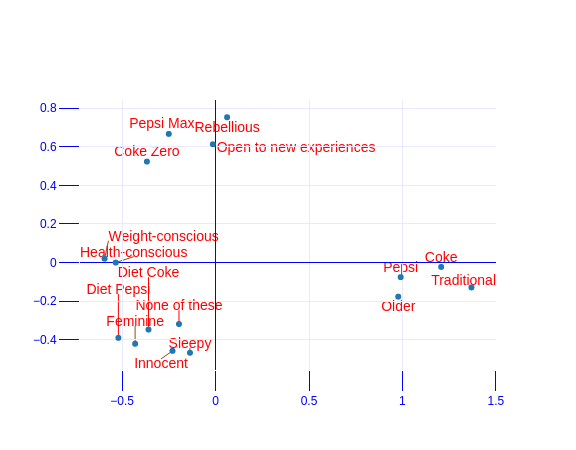 0.8
Pepsi Max
Rebellious
0.6
Open to new experiences
Coke Zero
0.4
0.2
Weight-conscious
Health-conscious
Coke
0
Pepsi
Diet Coke
Traditional
Diet Pepsi
−0.2
None of these
Older
Feminine
−0.4
Sleepy
Innocent
−0.5
0
0.5
1
1.5